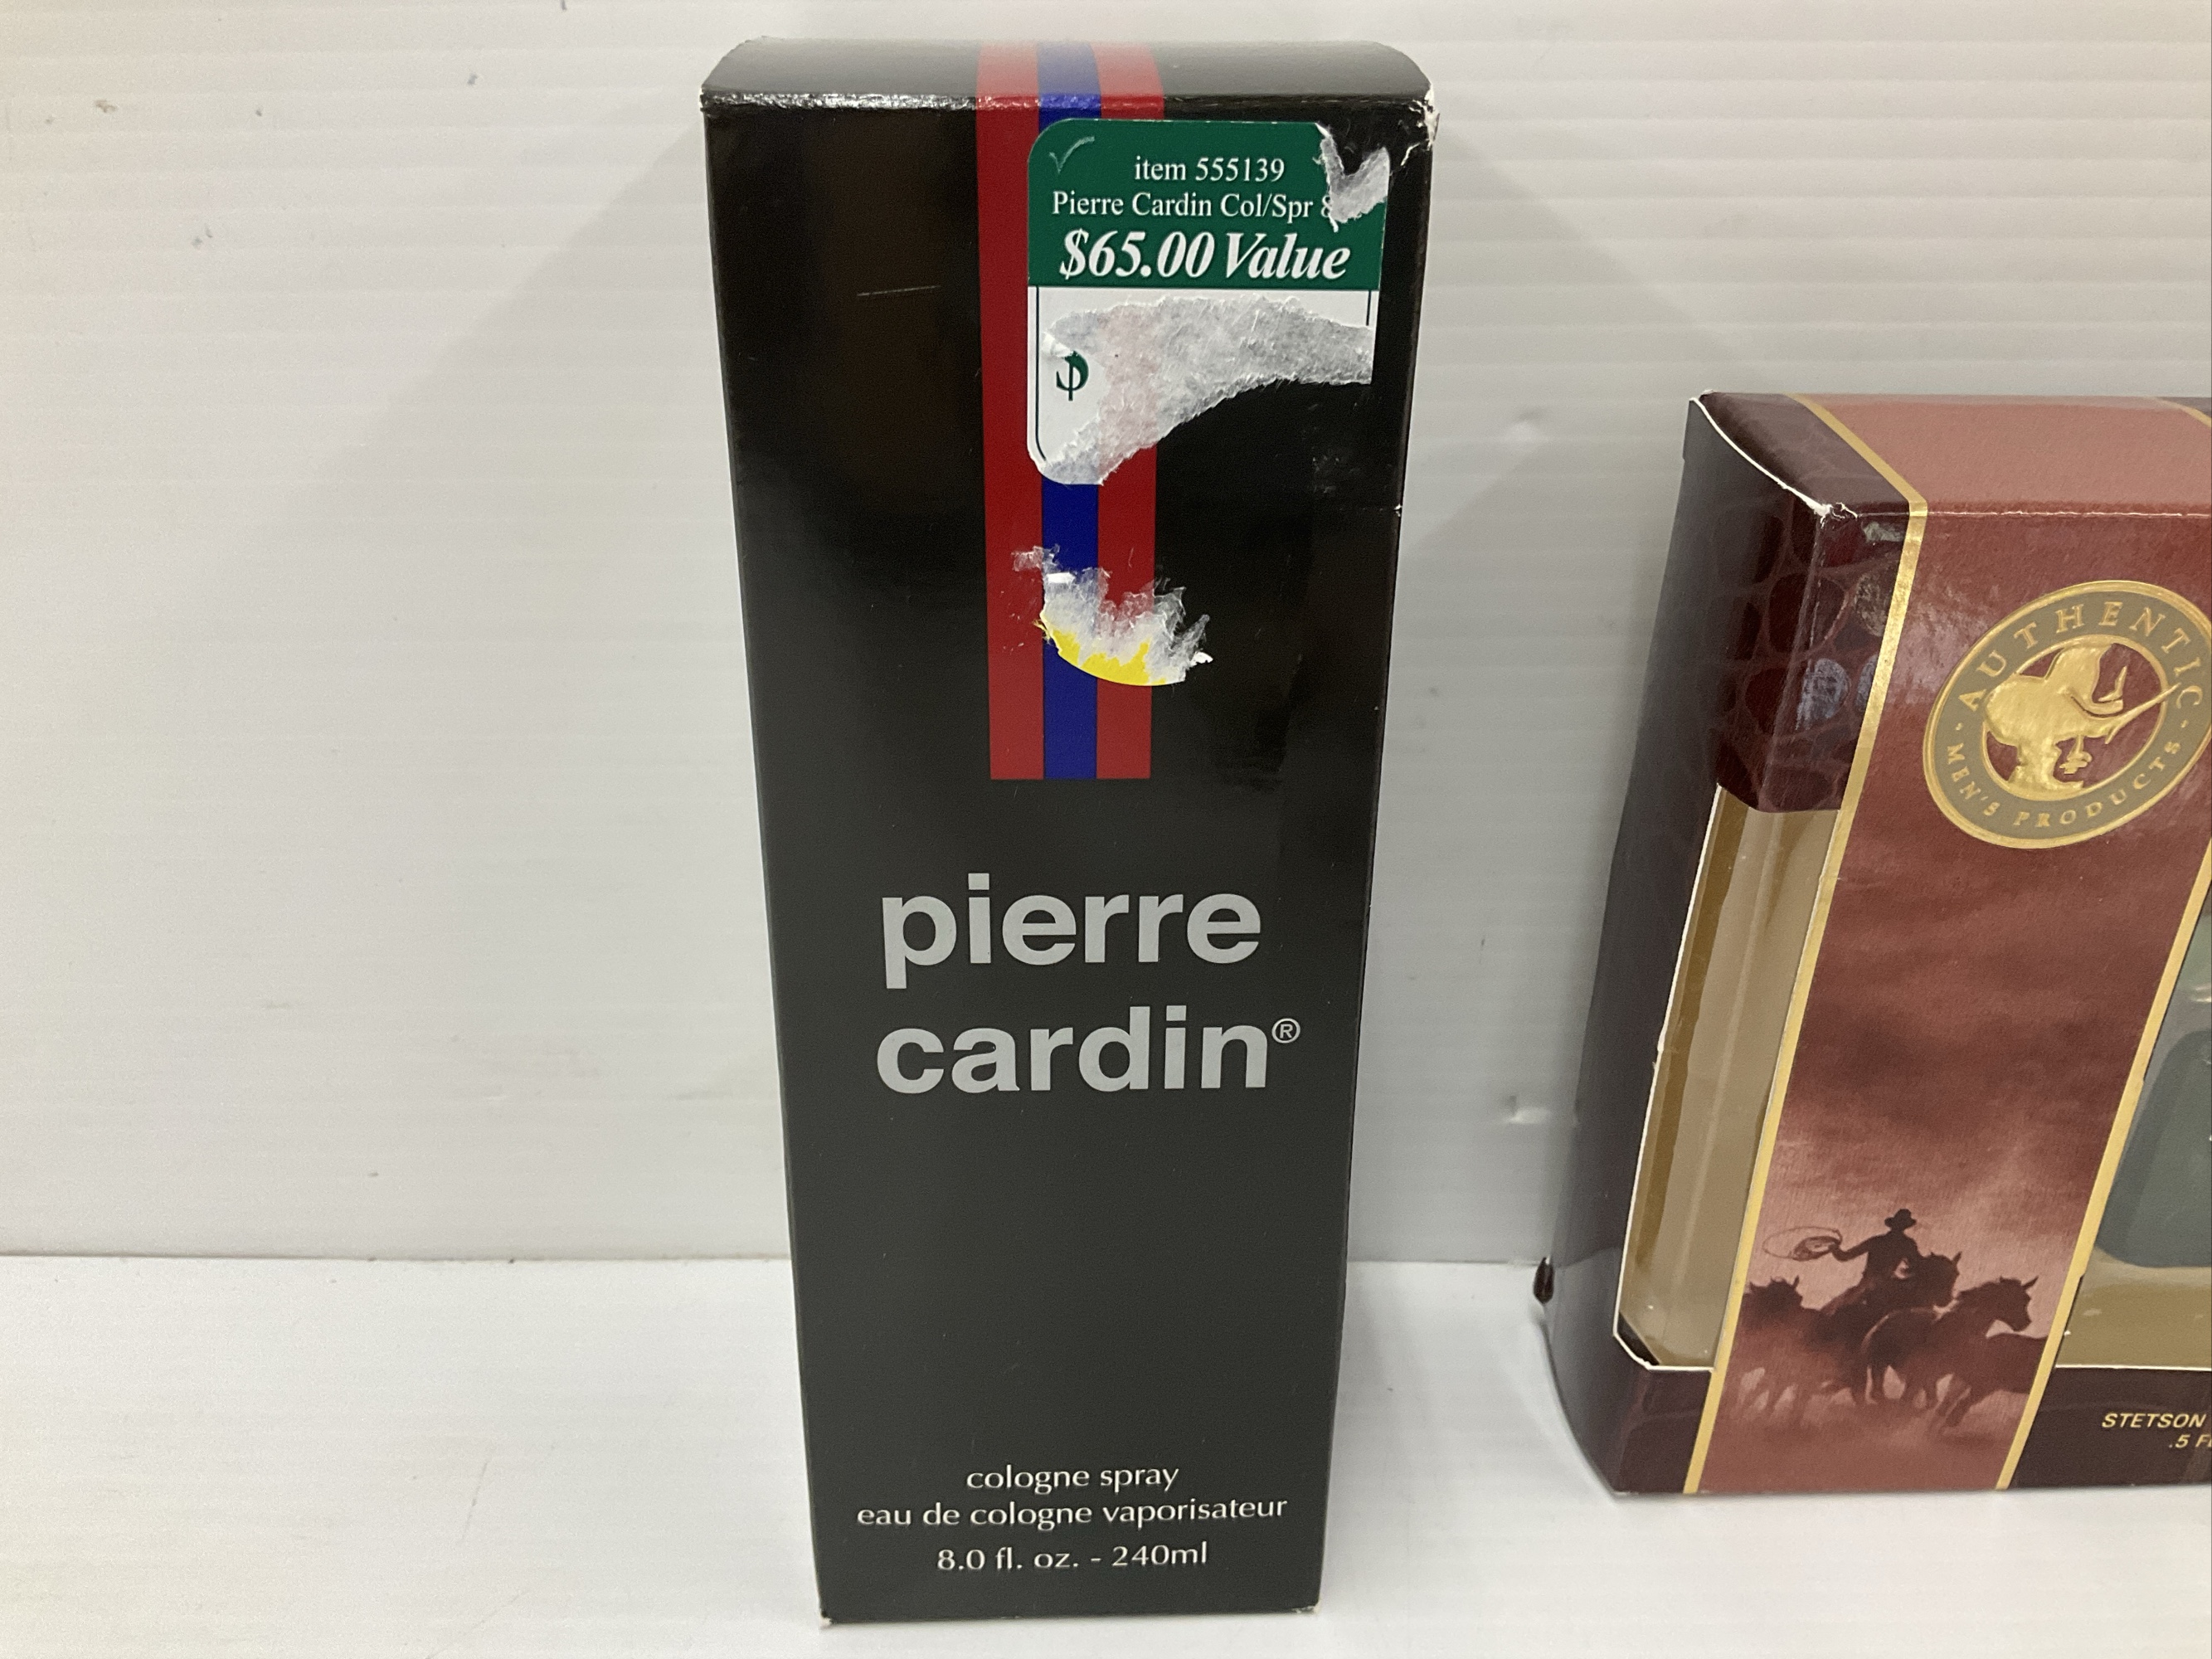 item 555139
Pierre Cardin Col/Spr
$65.00 Value
$
pierre
cardin®
cologne spray
eau de cologne vaporisateur
8.0 fl. oz. - 240ml
AUTHENTIC
MEN'S PRODUCTS
STETSON
.5